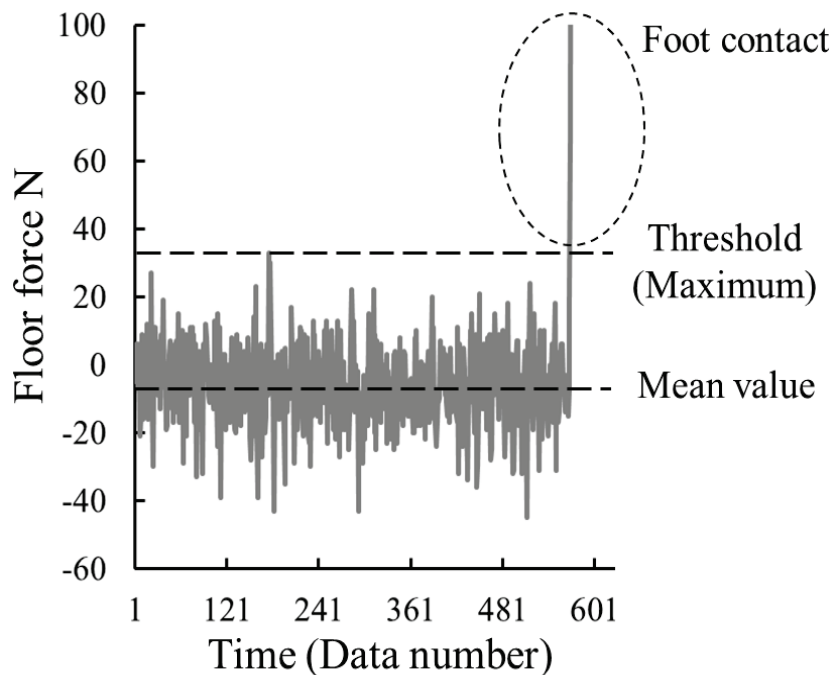 100
80
60
40
20
0
-20
-40
-60
Floor force N
1 121 241 361 481 601
Time (Data number)
Foot contact
Threshold
(Maximum)
Mean value